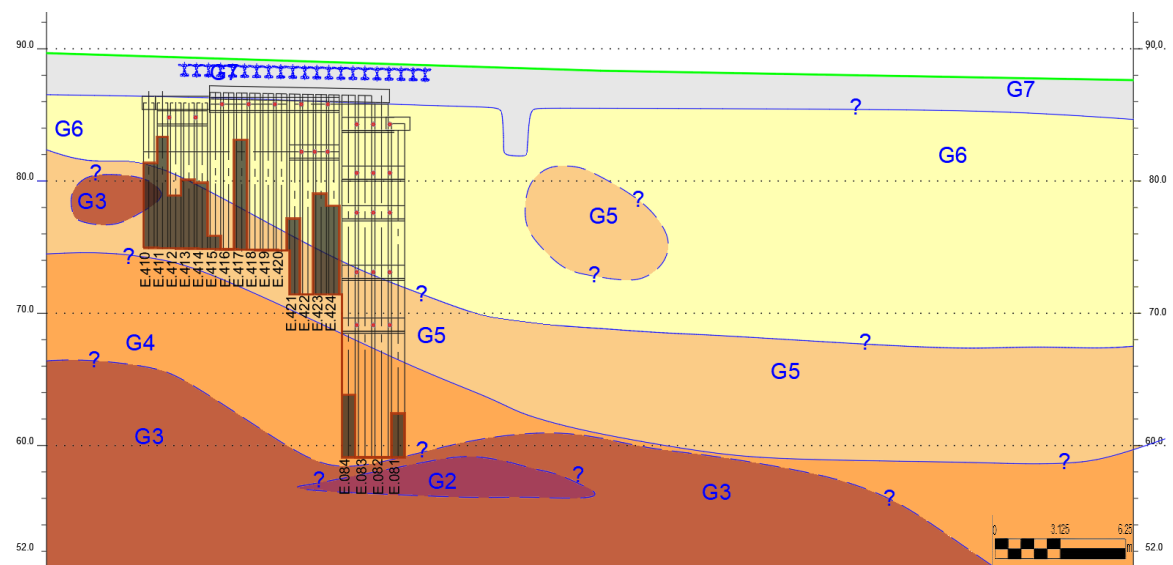 90.0
90.0
G7
G7
?
G6
G6
80.0
80.0
?
?
G3
G5
?
?
E.410
E.411
E.412
E.413
E.414
E.415
E.416
E.417
E.418
E.419
E.420
E.421
E.422
E.423
E.424
?
70.0
70.0
G5
G4
?
?
G5
60.0
60.0
G3
?
?
?
?
G2
G3
?
E.084
E.083
E.082
E.081
0
3.125
6.25
m
52.0
52.0